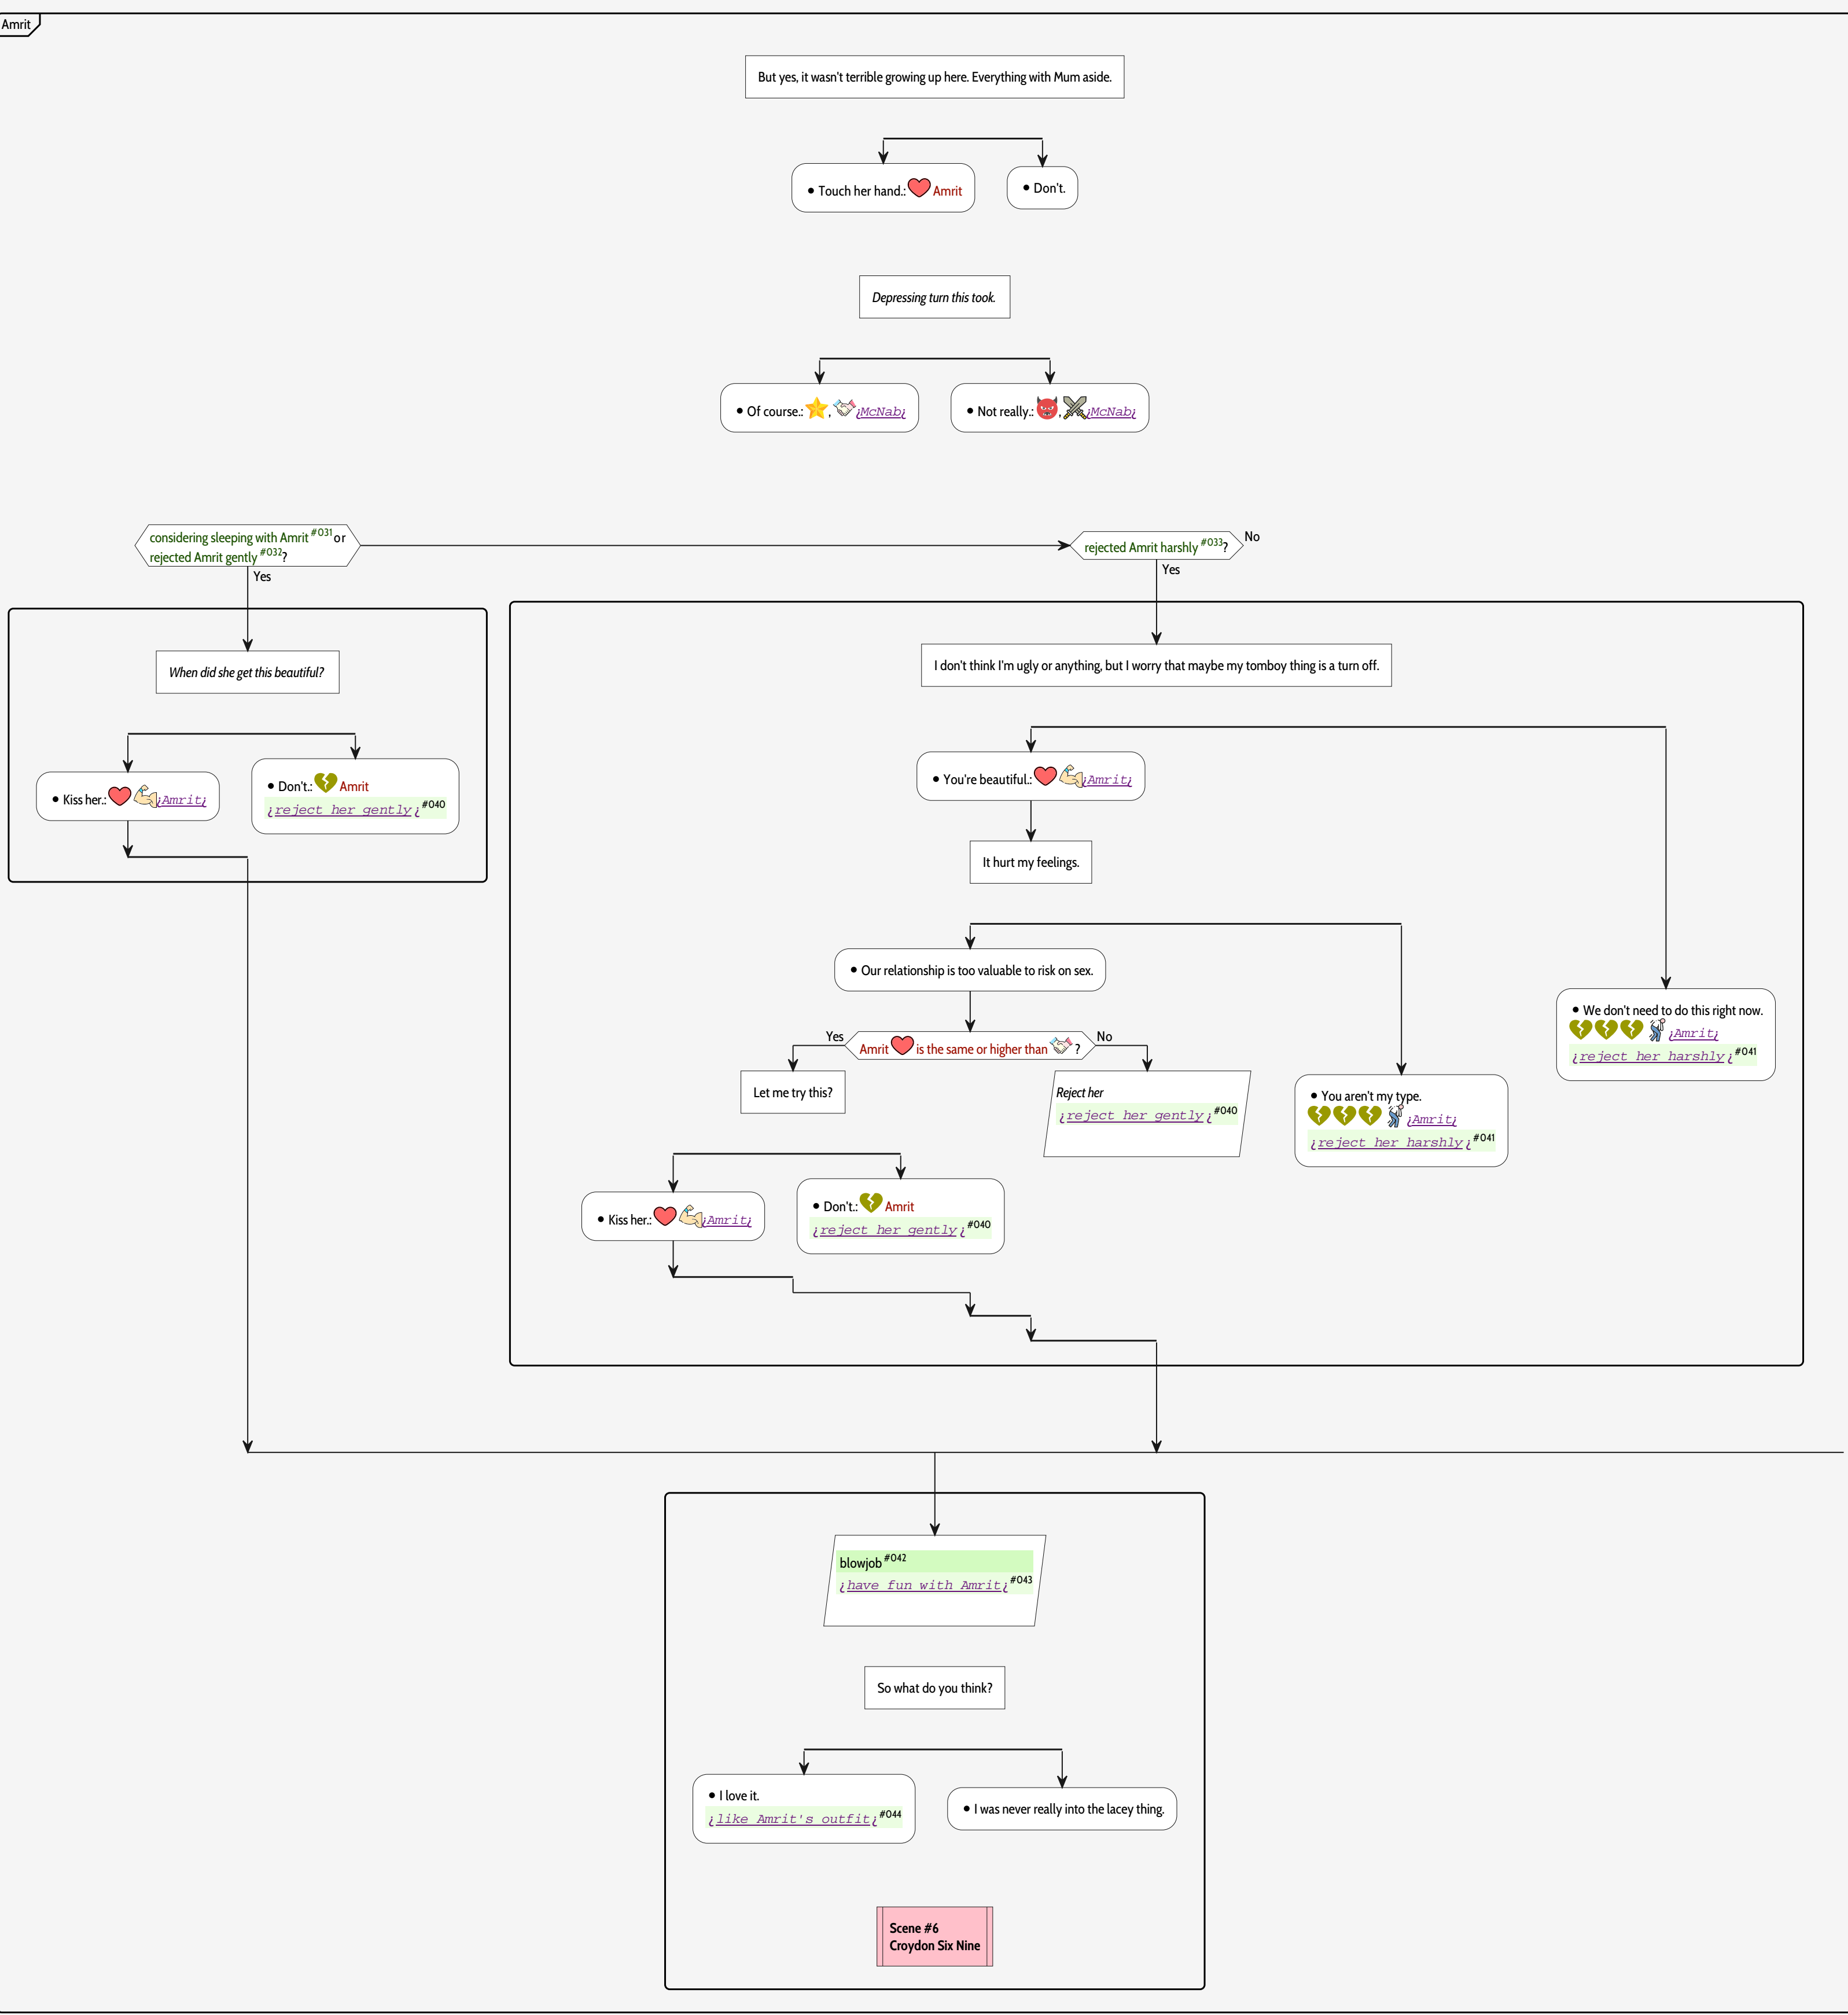 Amrit
But yes, it wasn't terrible growing up here. Everything with Mum aside.
• Touch her hand.: Amrit
• Don't.
Depressing turn this took.
• Of course.: , ¿McNab¿
• Not really.: , ¿McNab¿
considering sleeping with Amrit #031 or
rejected Amrit gently #032?
Yes
rejected Amrit harshly #033?
No
Yes
When did she get this beautiful?
• Kiss her.: ¿Amrit¿
• Don't.: Amrit
¿reject her gently¿ #040
I don't think I'm ugly or anything, but I worry that maybe my tomboy thing is a turn off.
• You're beautiful.: ¿Amrit¿
It hurt my feelings.
• Our relationship is too valuable to risk on sex.
Yes
Amrit is the same or higher than ?
No
Let me try this?
Reject her
¿reject her gently¿ #040
• You aren't my type.
¿Amrit¿
¿reject her harshly¿ #041
• We don't need to do this right now.
¿Amrit¿
¿reject her harshly¿ #041
• Kiss her.: ¿Amrit¿
• Don't.: Amrit
¿reject her gently¿ #040
blowjob #042
¿have fun with Amrit¿ #043
So what do you think?
• I love it.
¿like Amrit's outfit¿ #044
• I was never really into the lacey thing.
Scene #6
Croydon Six Nine